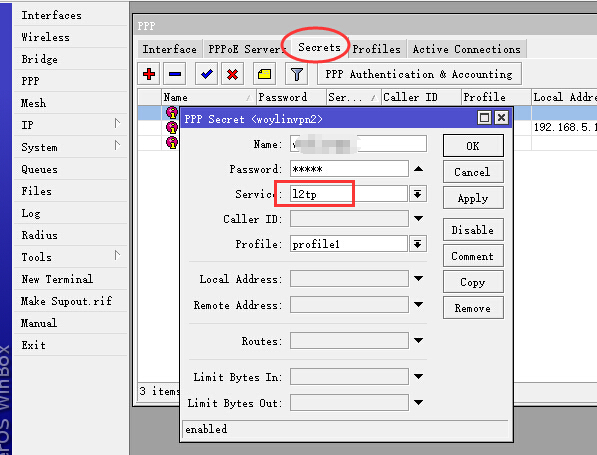 Interfaces
Wireless
Bridge
PPP
Mesh
IP
System
Queues
Files
Log
Radius
Tools
New Terminal
Make Supout.rif
Manual
Exit
WinBox
PPP
Interface PPPoE Servers Secrets Profiles Active Connections
PPP Authentication & Accounting
Name Password Ser... Caller ID Profile Local Addres
192.168.5.1
3 items
PPP Secret <woylinvpn2>
Name:
Password: *****
Service: l2tp
Caller ID:
Profile: profile1
Local Address:
Remote Address:
Routes:
Limit Bytes In:
Limit Bytes Out:
enabled
OK
Cancel
Apply
Disable
Comment
Copy
Remove